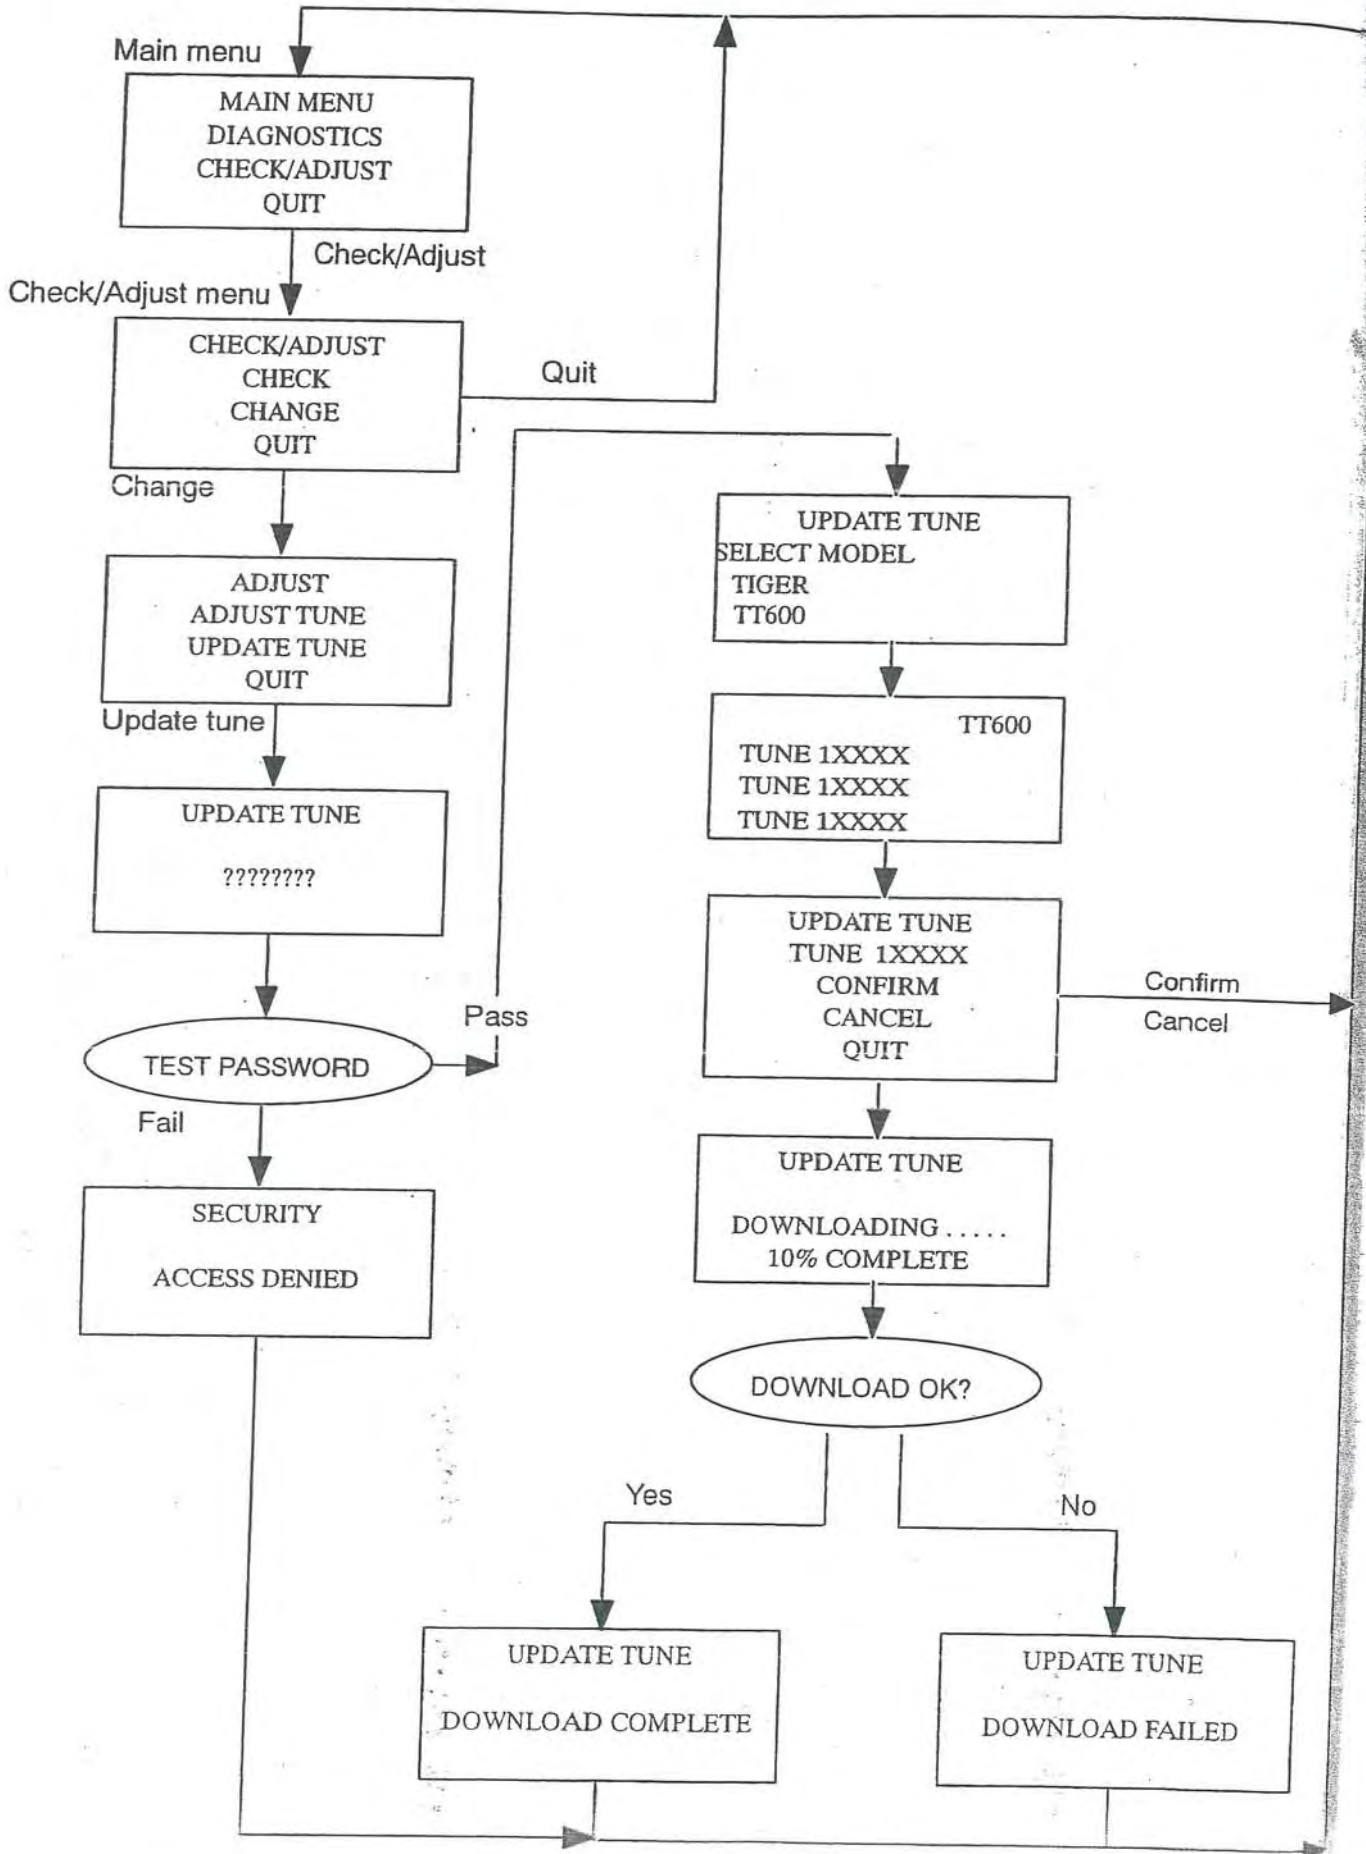 Main menu
MAIN MENU
DIAGNOSTICS
CHECK/ADJUST
QUIT
Check/Adjust
Check/Adjust menu
CHECK/ADJUST
CHECK
CHANGE
QUIT
Quit
Change
ADJUST
ADJUST TUNE
UPDATE TUNE
QUIT
Update tune
UPDATE TUNE
????????
TEST PASSWORD
Pass
Fail
SECURITY
ACCESS DENIED
UPDATE TUNE
SELECT MODEL
TIGER
TT600
TT600
TUNE 1XXXX
TUNE 1XXXX
TUNE 1XXXX
UPDATE TUNE
TUNE 1XXXX
CONFIRM
CANCEL
QUIT
Confirm
Cancel
UPDATE TUNE
DOWNLOADING .....
10% COMPLETE
DOWNLOAD OK?
Yes
No
UPDATE TUNE
DOWNLOAD COMPLETE
UPDATE TUNE
DOWNLOAD FAILED